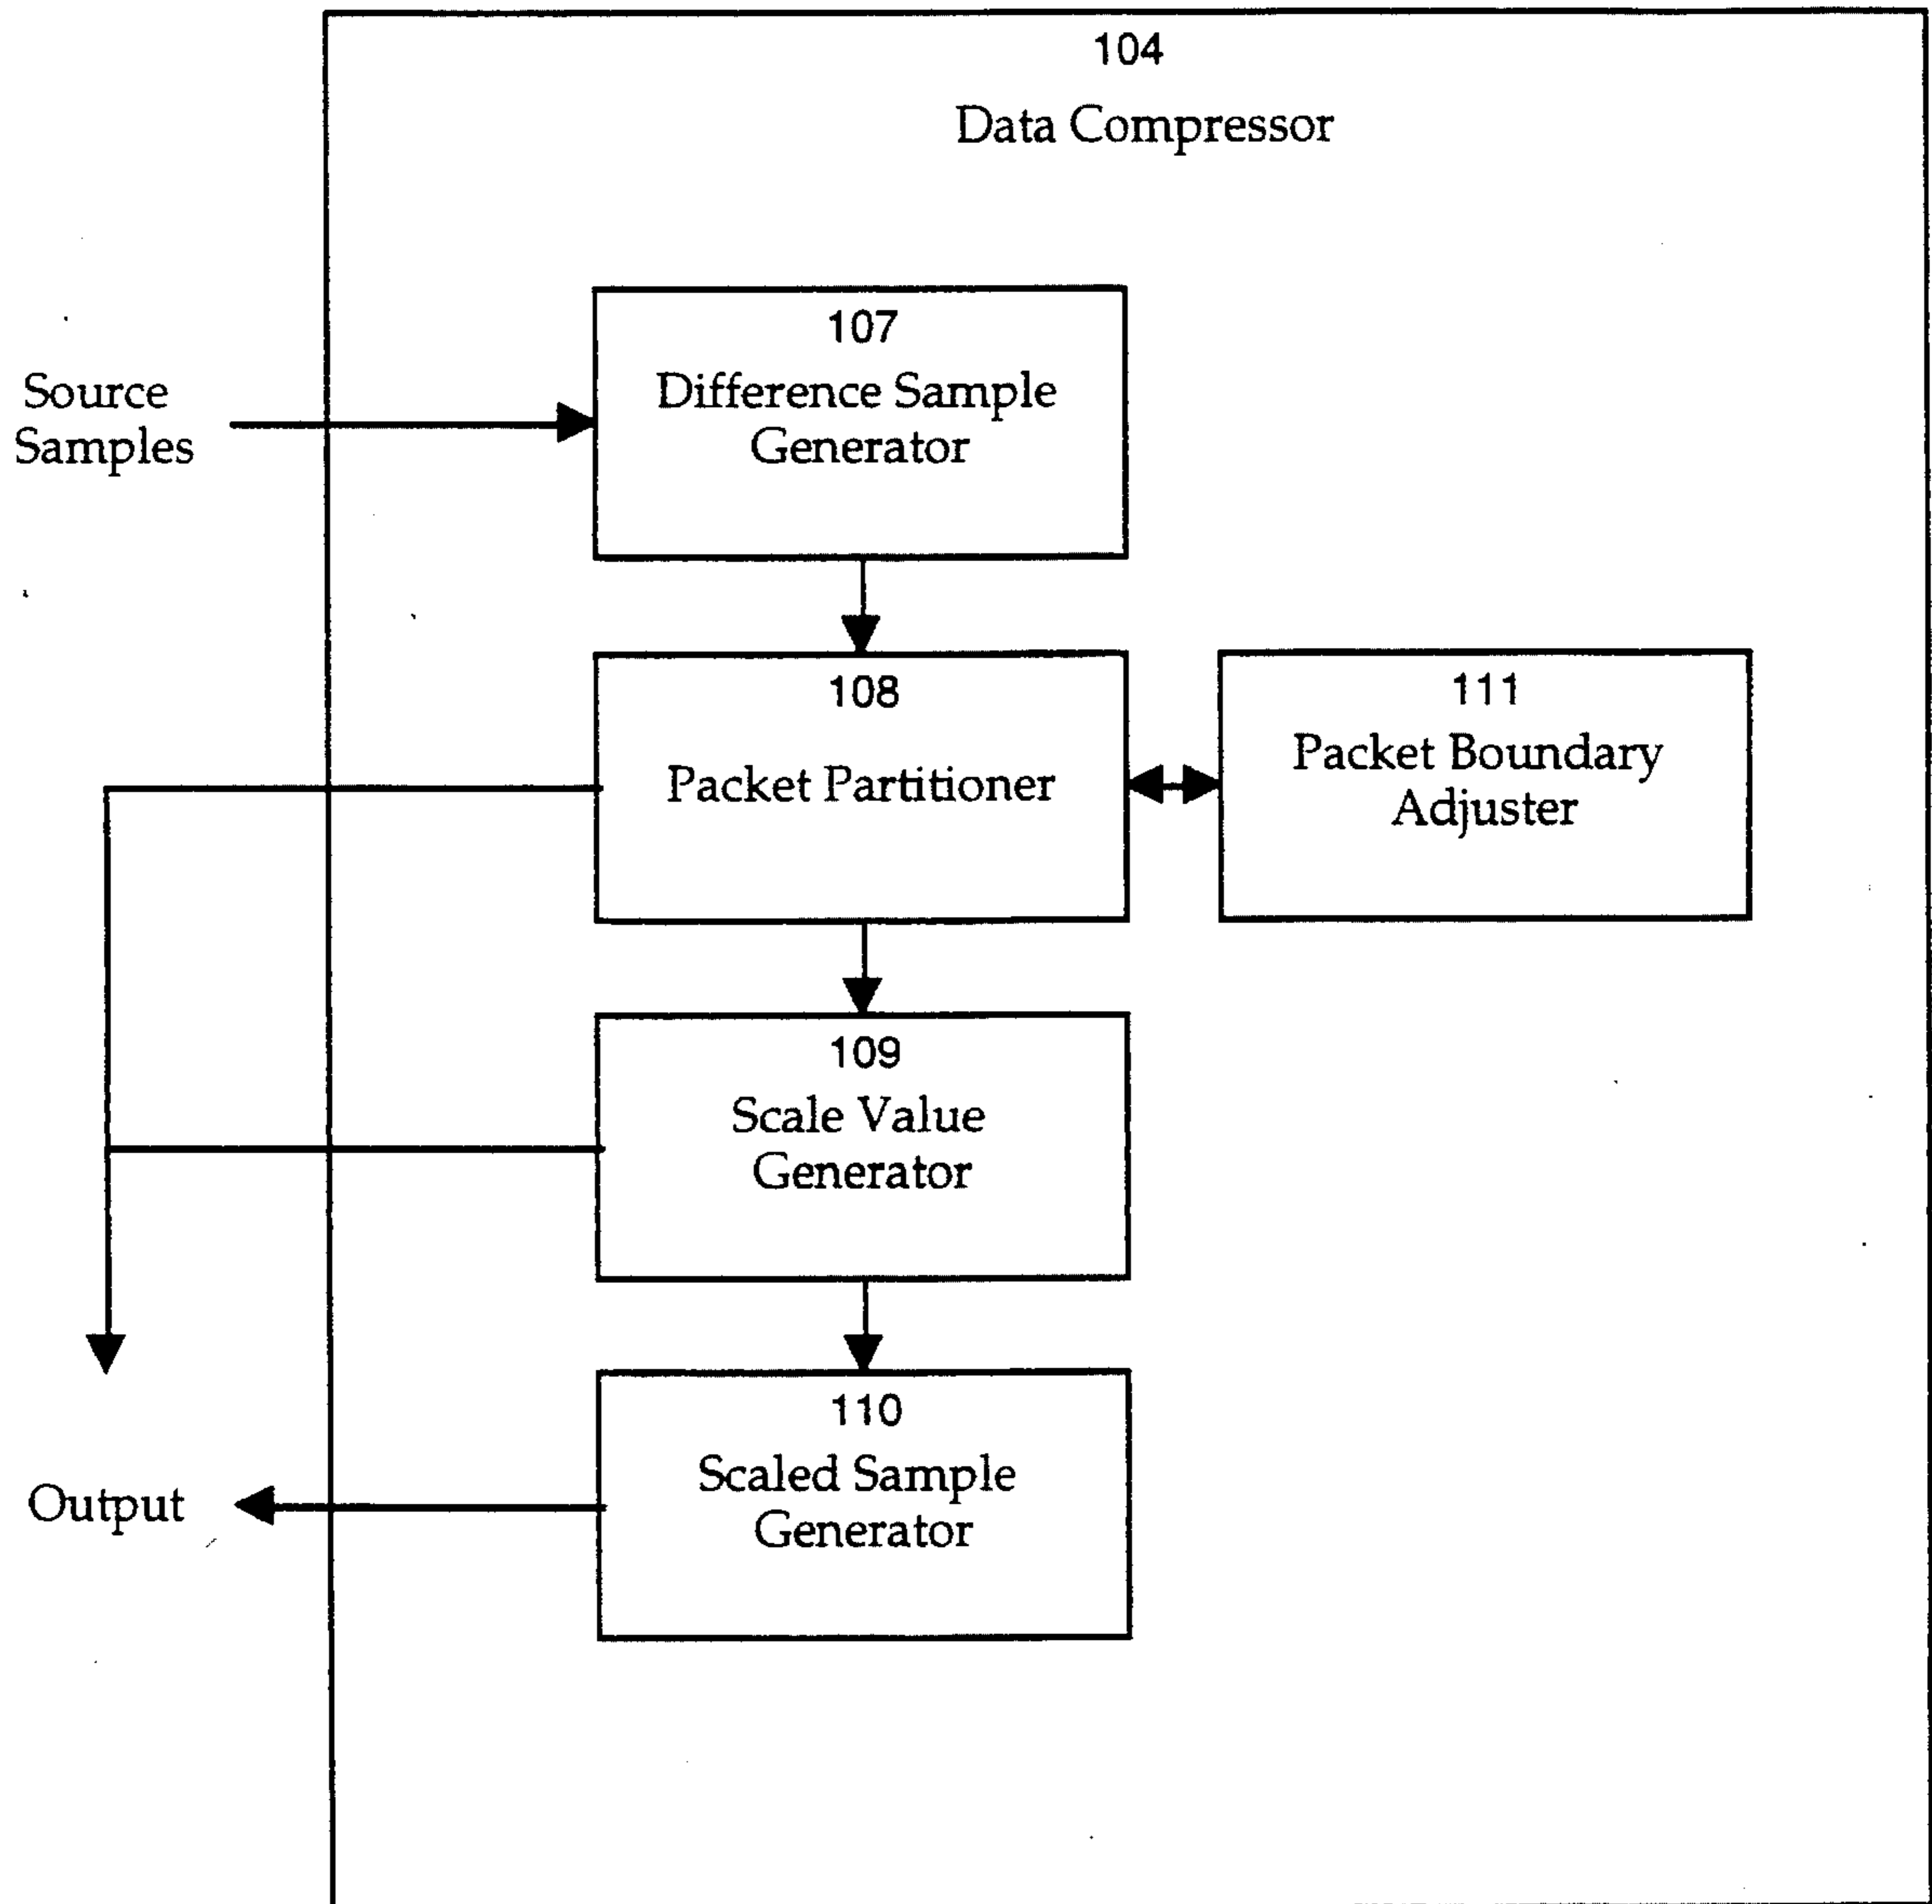 104
Data Compressor
107
Difference Sample
Generator
Source
Samples
108
Packet Partitioner
111
Packet Boundary
Adjuster
109
Scale Value
Generator
110
Scaled Sample
Generator
Output